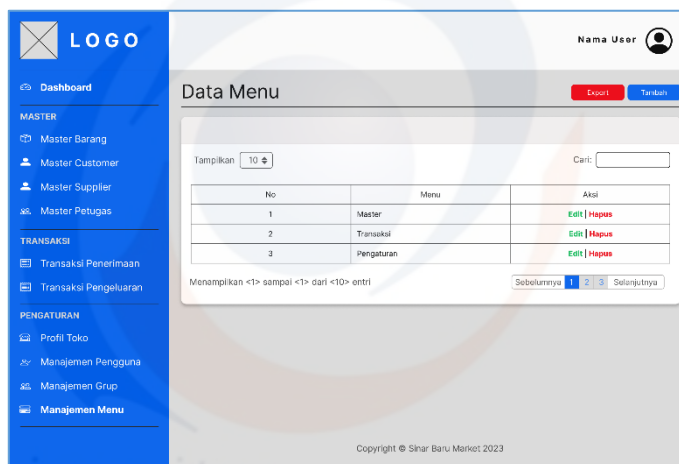 LOGO
Nama User
Dashboard
MASTER
Master Barang
Master Customer
Master Supplier
Master Petugas
TRANSAKSI
Transaksi Penerimaan
Transaksi Pengeluaran
PENGATURAN
Profil Toko
Manajemen Pengguna
Manajemen Grup
Manajemen Menu
Data Menu
Export Tambah
Tampilkan 10 Cari:
No Menu Aksi
1 Master Edit | Hapus
2 Transaksi Edit | Hapus
3 Pengaturan Edit | Hapus
Menampilkan <1> sampai <1> dari <10> entri
Sebelumnya 1 2 3 Selanjutnya
Copyright © Sinar Baru Market 2023